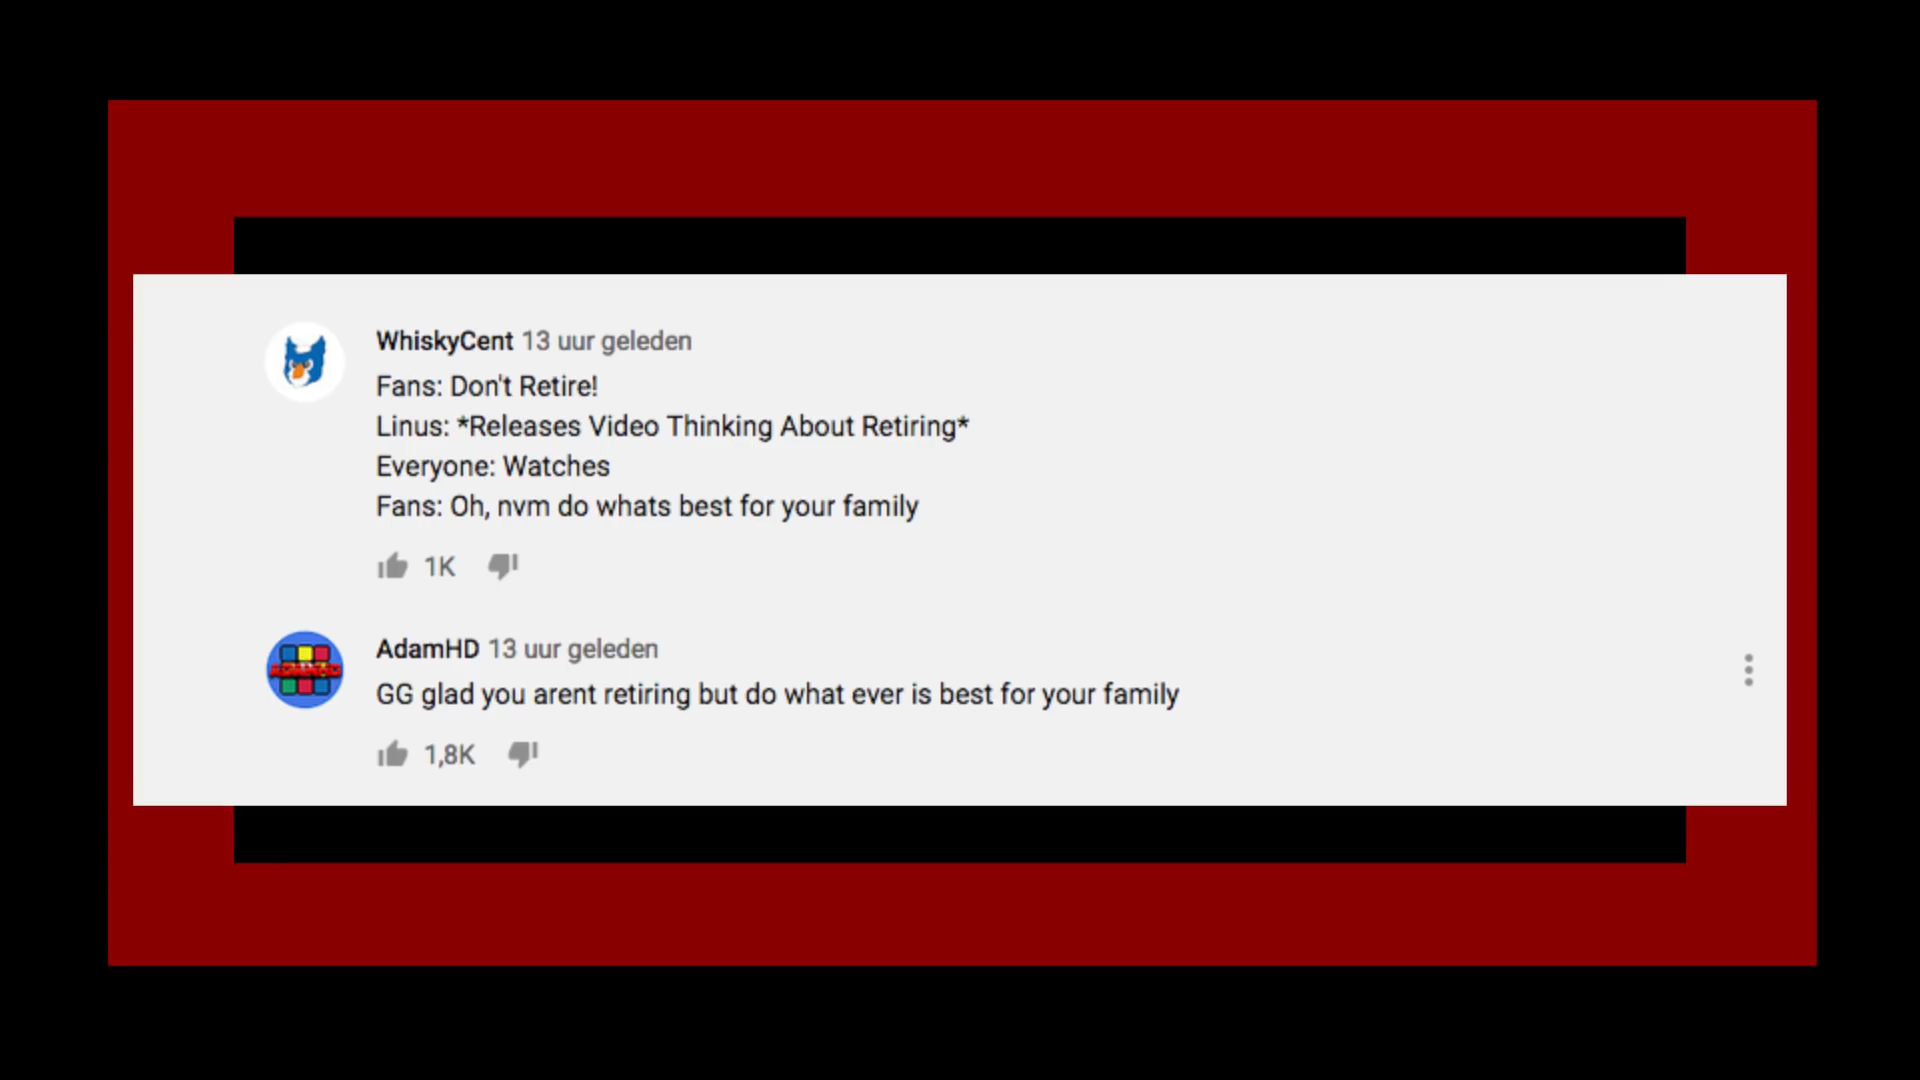 WhiskyCent 13 uur geleden
Fans: Don't Retire!
Linus: *Releases Video Thinking About Retiring*
Everyone: Watches
Fans: Oh, nvm do whats best for your family
1K
AdamHD 13 uur geleden
GG glad you arent retiring but do what ever is best for your family
1,8K